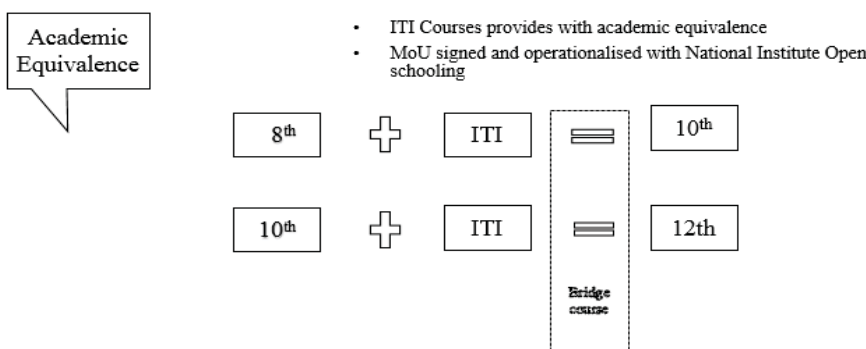 Academic
Equivalence
• ITI Courses provides with academic equivalence
• MoU signed and operationalised with National Institute Open
schooling
8th + ITI = 10th
10th + ITI = 12th
Bridge
course